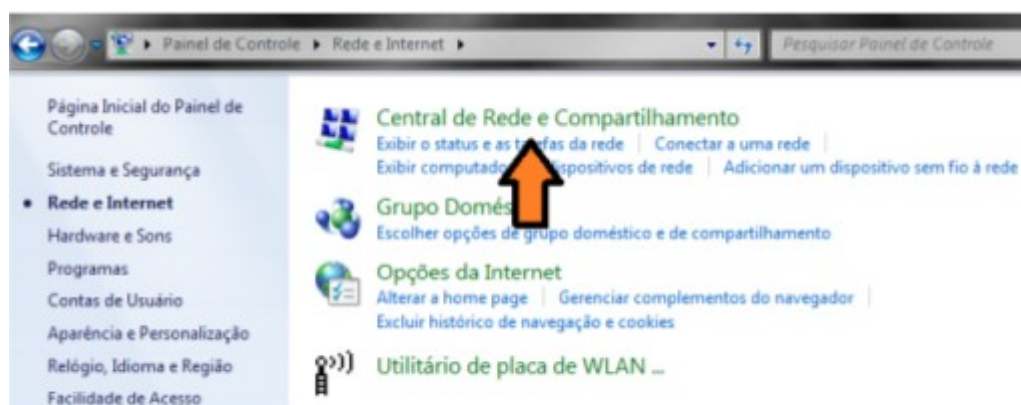 Painel de Controle ▸ Rede e Internet ▸
Pesquisar Painel de Controle
Página Inicial do Painel de
Controle
Sistema e Segurança
Rede e Internet
Hardware e Sons
Programas
Contas de Usuário
Aparência e Personalização
Relógio, Idioma e Região
Facilidade de Acesso
Central de Rede e Compartilhamento
Exibir o status e as tarefas da rede | Conectar a uma rede
Exibir dispositivos de rede | Adicionar um dispositivo sem fio à rede
Grupo
Escolher opções de grupo doméstico e de compartilhamento
Opções da Internet
Alterar a home page | Gerenciar complementos do navegador
Excluir histórico de navegação e cookies
Utilitário de placa de WLAN ...